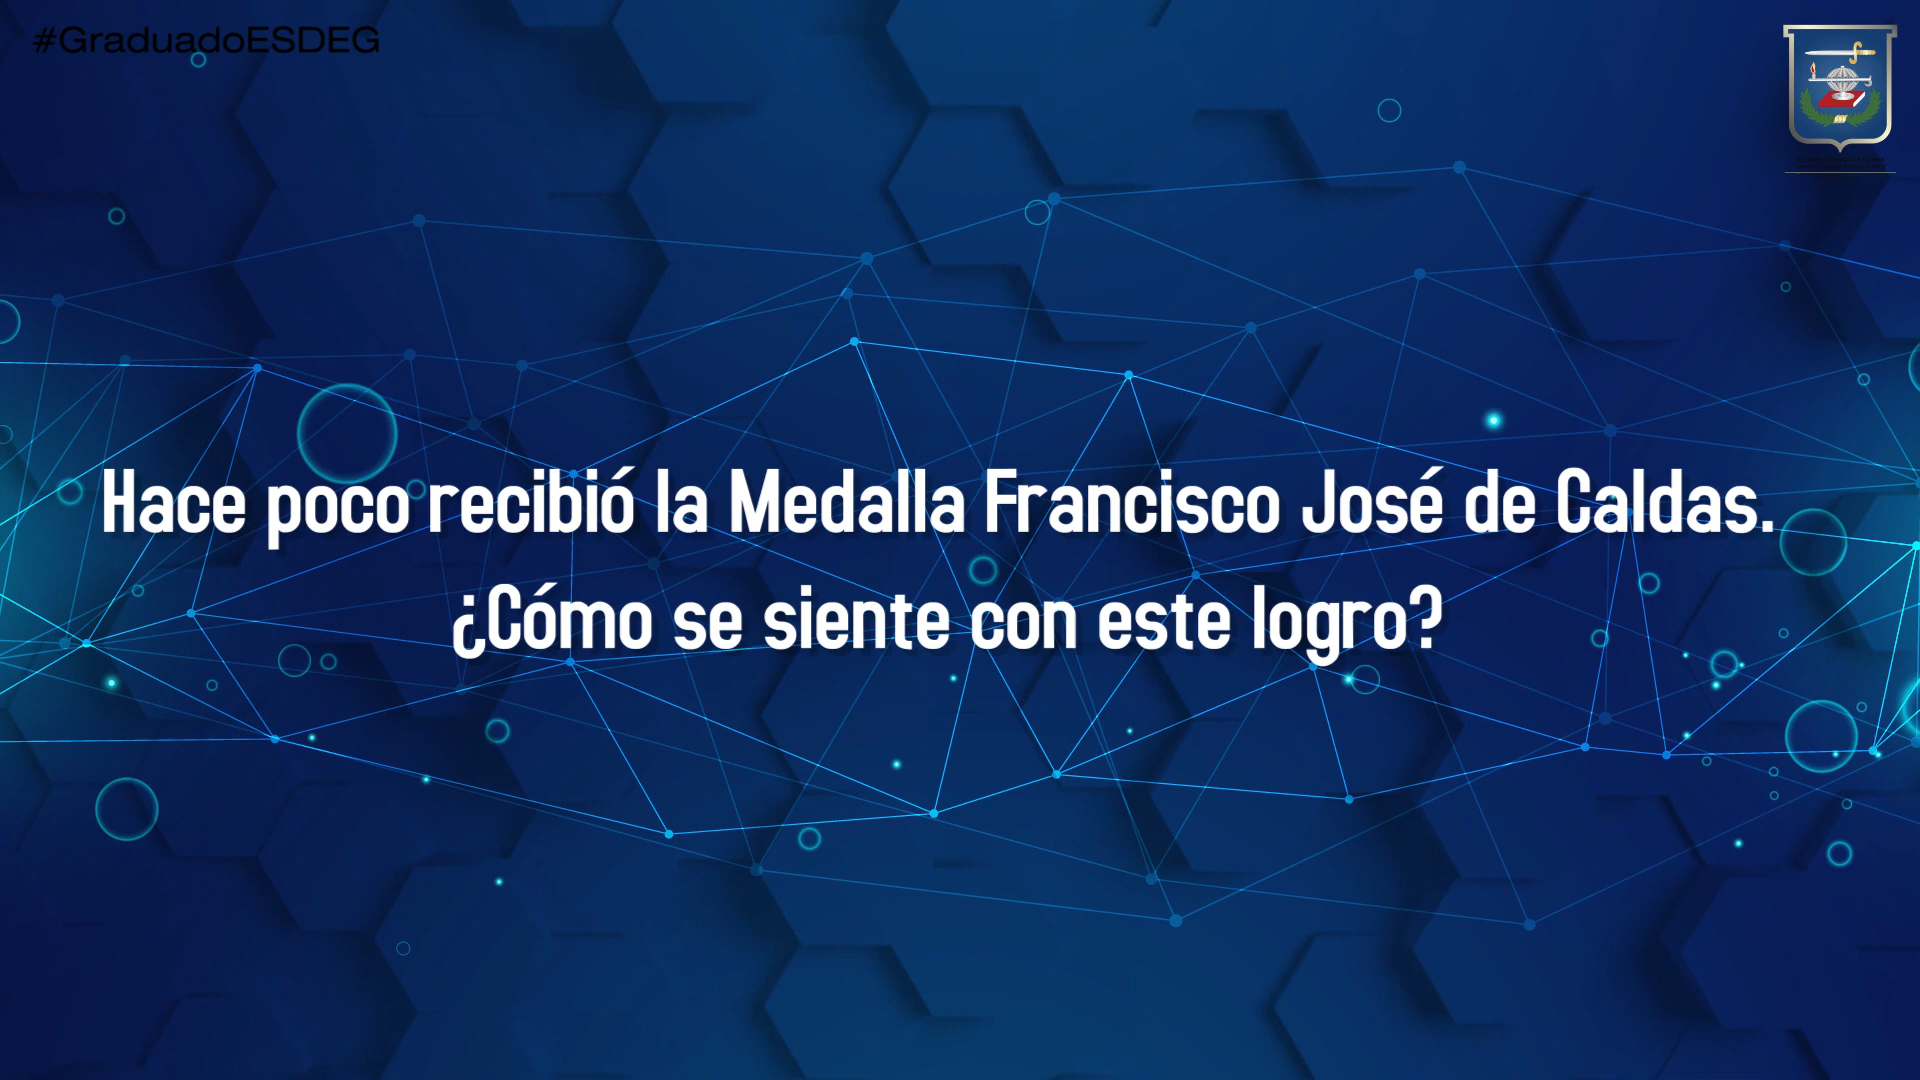 #GraduadoESDEG
Hace poco recibió la Medalla Francisco José de Caldas.
¿Cómo se siente con este logro?